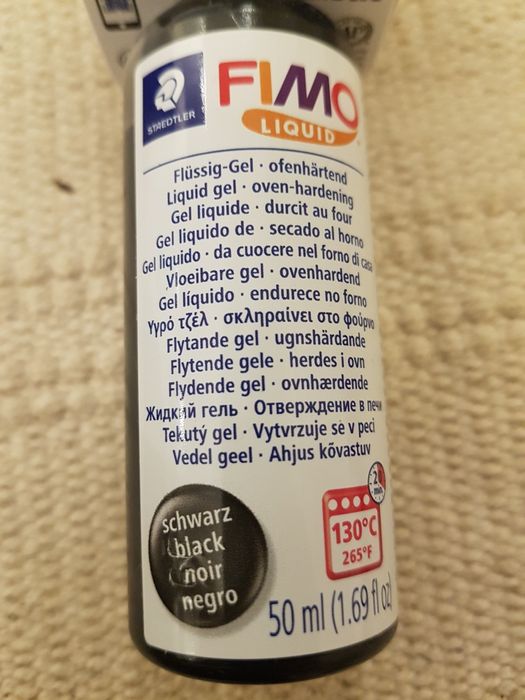 STAEDTLER
FIMO
LIQUID
Flüssig-Gel · ofenhärtend
Liquid gel · oven-hardening
Gel liquide · durcit au four
Gel liquido de · secado al horno
Gel liquido · da cuocere nel forno di casa
Vloeibare gel · ovenhardend
Gel líquido · endurece no forno
Υγρό τζέλ · σκληραίνει στο φούρνο
Flytande gel · ugnshärdande
Flytende gele · herdes i ovn
Flydende gel · ovnhærdende
Жидкий гель · Отверждение в печи
Tekutý gel · Vytvrzuje se v peci
Vedel geel · Ahjus kõvastuv
schwarz
black
noir
negro
130°C
265°F
50 ml (1.69 fl oz)